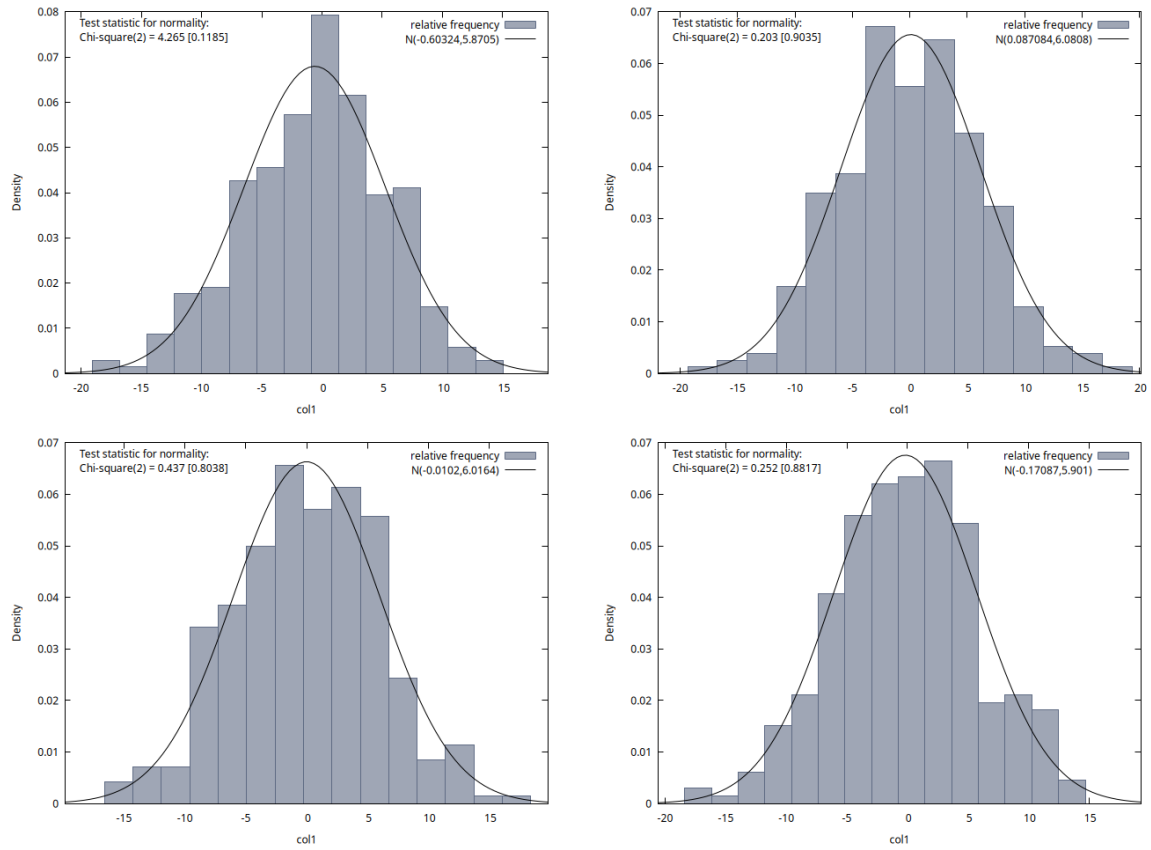 Test statistic for normality:
Chi-square(2) = 4.265 [0.1185]
relative frequency
N(-0.60324,5.8705)
0.08
0.07
0.06
0.05
0.04
0.03
0.02
0.01
0
Density
-20 -15 -10 -5 0 5 10 15
col1
Test statistic for normality:
Chi-square(2) = 0.203 [0.9035]
relative frequency
N(0.087084,6.0808)
0.07
0.06
0.05
0.04
0.03
0.02
0.01
0
Density
-20 -15 -10 -5 0 5 10 15 20
col1
Test statistic for normality:
Chi-square(2) = 0.437 [0.8038]
relative frequency
N(-0.0102,6.0164)
0.07
0.06
0.05
0.04
0.03
0.02
0.01
0
Density
-15 -10 -5 0 5 10 15
col1
Test statistic for normality:
Chi-square(2) = 0.252 [0.8817]
relative frequency
N(-0.17087,5.901)
0.07
0.06
0.05
0.04
0.03
0.02
0.01
0
Density
-20 -15 -10 -5 0 5 10 15
col1